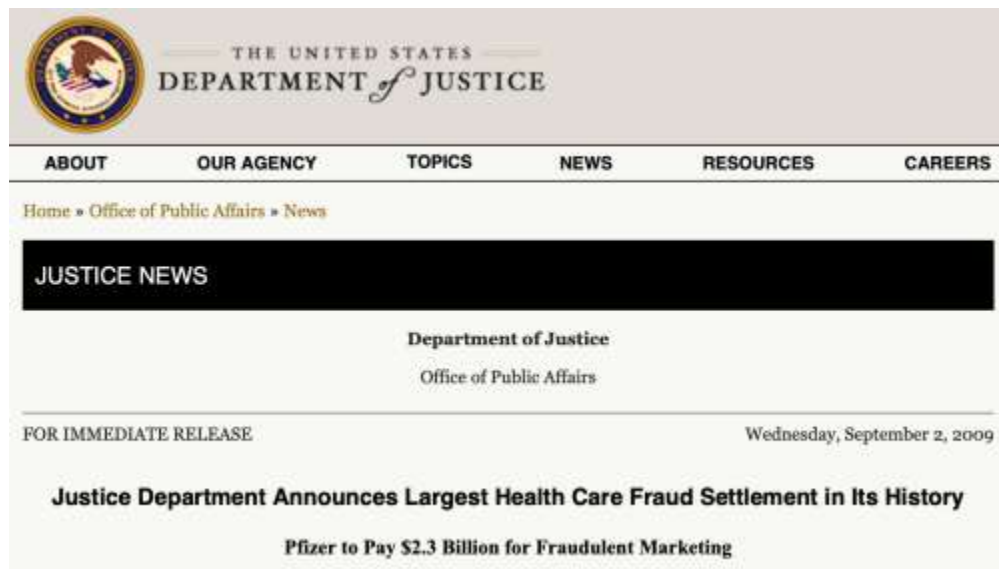 THE UNITED STATES
DEPARTMENT of JUSTICE
ABOUT OUR AGENCY TOPICS NEWS RESOURCES CAREERS
Home » Office of Public Affairs » News
JUSTICE NEWS
Department of Justice
Office of Public Affairs
FOR IMMEDIATE RELEASE Wednesday, September 2, 2009
Justice Department Announces Largest Health Care Fraud Settlement in Its History
Pfizer to Pay $2.3 Billion for Fraudulent Marketing